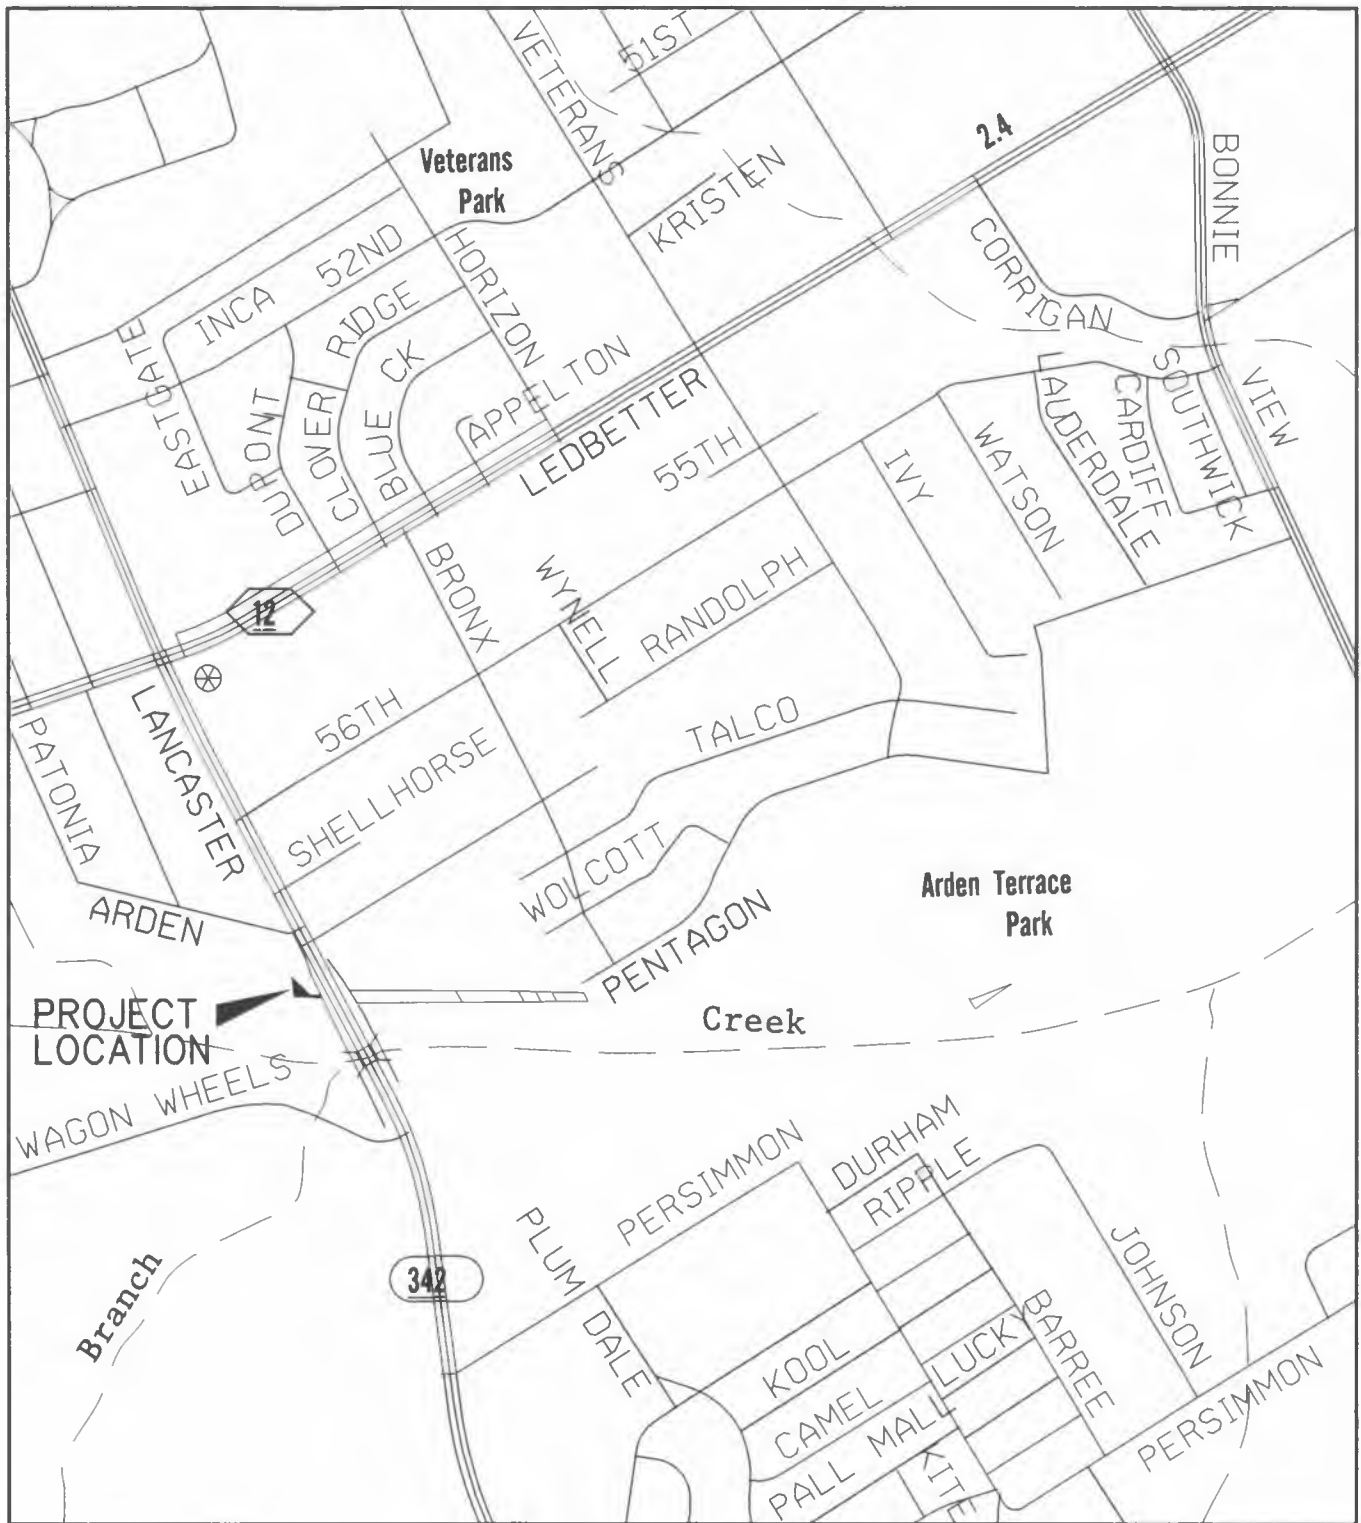 51ST
VETERANS
2.4
BONNIE
Veterans
Park
KRISTEN
CORRIGAN
52ND
INCA
HORIZON
RIDGE
EASTGATE
APPELTON
BLUE CK
CLOVER
DUPONT
LEDBETTER
55TH
IVY
WATSON
AUDERDALE
CARDIFF
SOUTHWICK
VIEW
12
BRONX
WYNELL
RANDOLPH
56TH
LANCASTER
PATONIA
SHELLHORSE
TALCO
WOLCOTT
ARDEN
PENTAGON
Arden Terrace
Park
PROJECT
LOCATION
Creek
WAGON WHEELS
PERSIMMON
DURHAM
RIPPLE
PLUM DALE
JOHNSON
Branch
342
KOOL
LUCKY
BARREE
CAMEL
PALL MALL
KITE
PERSIMMON